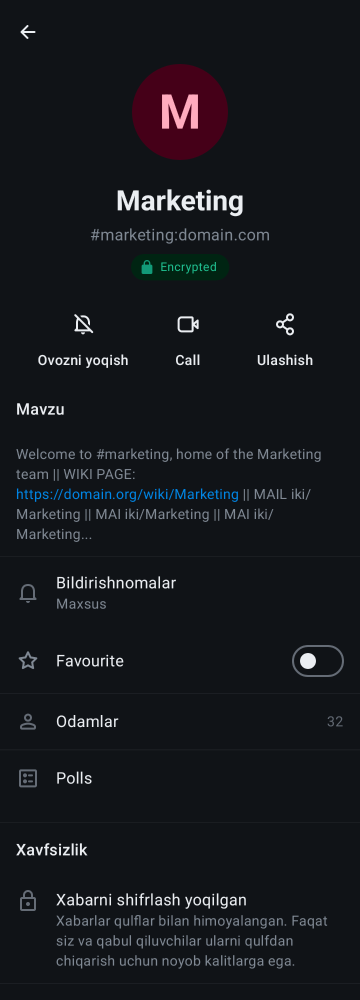 M
Marketing
#marketing:domain.com
Encrypted
Ovozni yoqish
Call
Ulashish
Mavzu
Welcome to #marketing, home of the Marketing
team || WIKI PAGE:
https://domain.org/wiki/Marketing || MAIL iki/
Marketing || MAI iki/Marketing || MAI iki/
Marketing...
Bildirishnomalar
Maxsus
Favourite
Odamlar
32
Polls
Xavfsizlik
Xabarni shifrlash yoqilgan
Xabarlar qulflar bilan himoyalangan. Faqat
siz va qabul qiluvchilar ularni qulfdan
chiqarish uchun noyob kalitlarga ega.